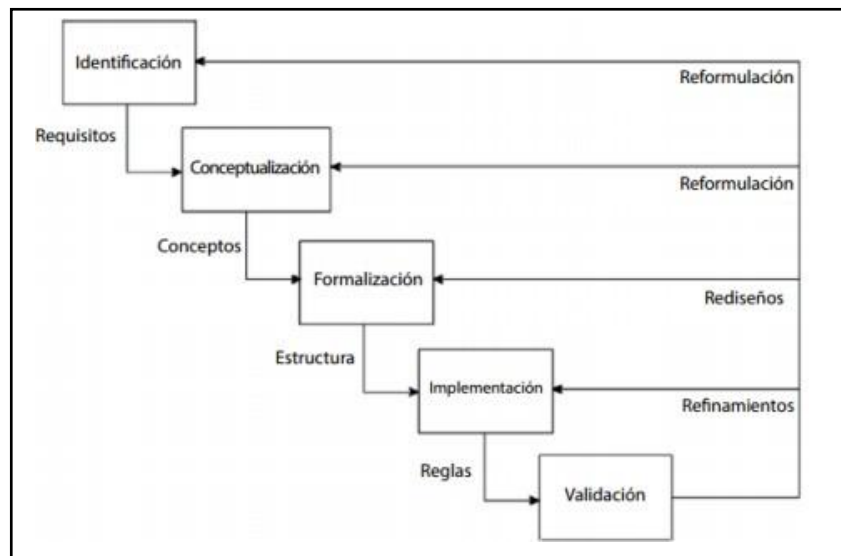 Identificación
Reformulación
Requisitos
Conceptualización
Reformulación
Conceptos
Formalización
Rediseños
Estructura
Implementación
Refinamientos
Reglas
Validación